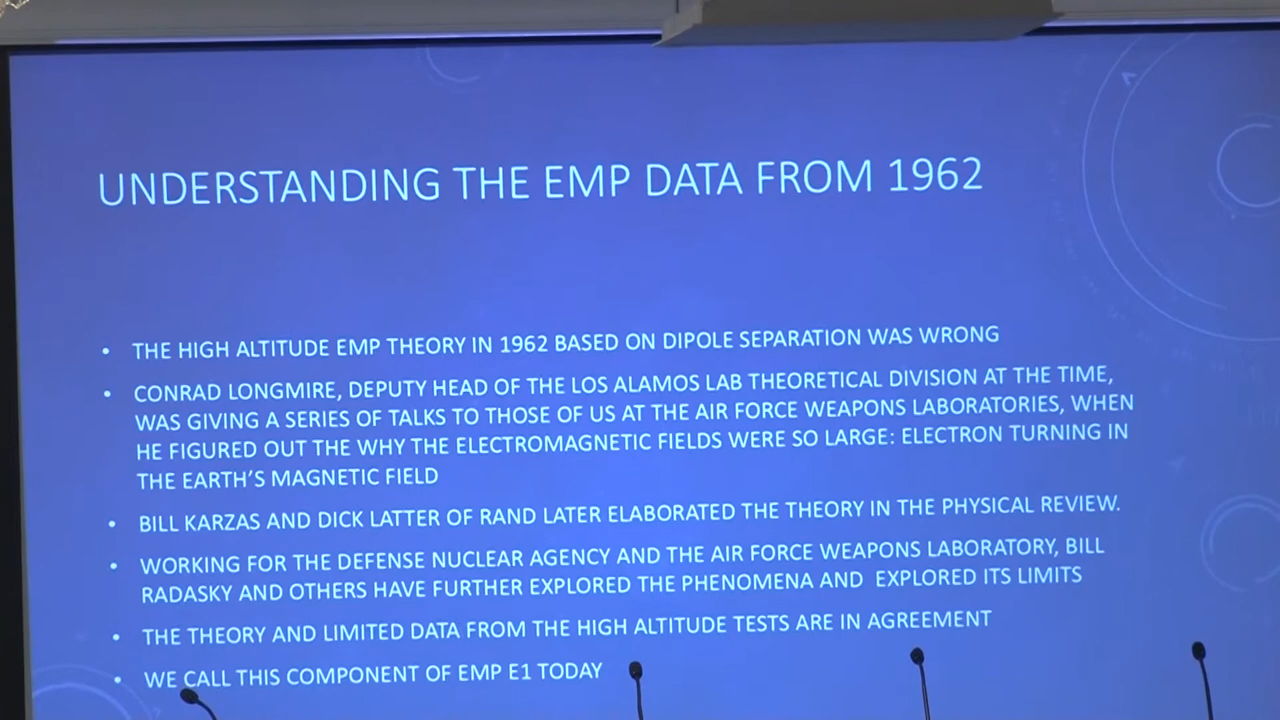 UNDERSTANDING THE EMP DATA FROM 1962
• THE HIGH ALTITUDE EMP THEORY IN 1962 BASED ON DIPOLE SEPARATION WAS WRONG
• CONRAD LONGMIRE, DEPUTY HEAD OF THE LOS ALAMOS LAB THEORETICAL DIVISION AT THE TIME,
WAS GIVING A SERIES OF TALKS TO THOSE OF US AT THE AIR FORCE WEAPONS LABORATORIES, WHEN
HE FIGURED OUT THE WHY THE ELECTROMAGNETIC FIELDS WERE SO LARGE: ELECTRON TURNING IN
THE EARTH'S MAGNETIC FIELD
• BILL KARZAS AND DICK LATTER OF RAND LATER ELABORATED THE THEORY IN THE PHYSICAL REVIEW.
• WORKING FOR THE DEFENSE NUCLEAR AGENCY AND THE AIR FORCE WEAPONS LABORATORY, BILL
RADASKY AND OTHERS HAVE FURTHER EXPLORED THE PHENOMENA AND EXPLORED ITS LIMITS
• THE THEORY AND LIMITED DATA FROM THE HIGH ALTITUDE TESTS ARE IN AGREEMENT
• WE CALL THIS COMPONENT OF EMP E1 TODAY